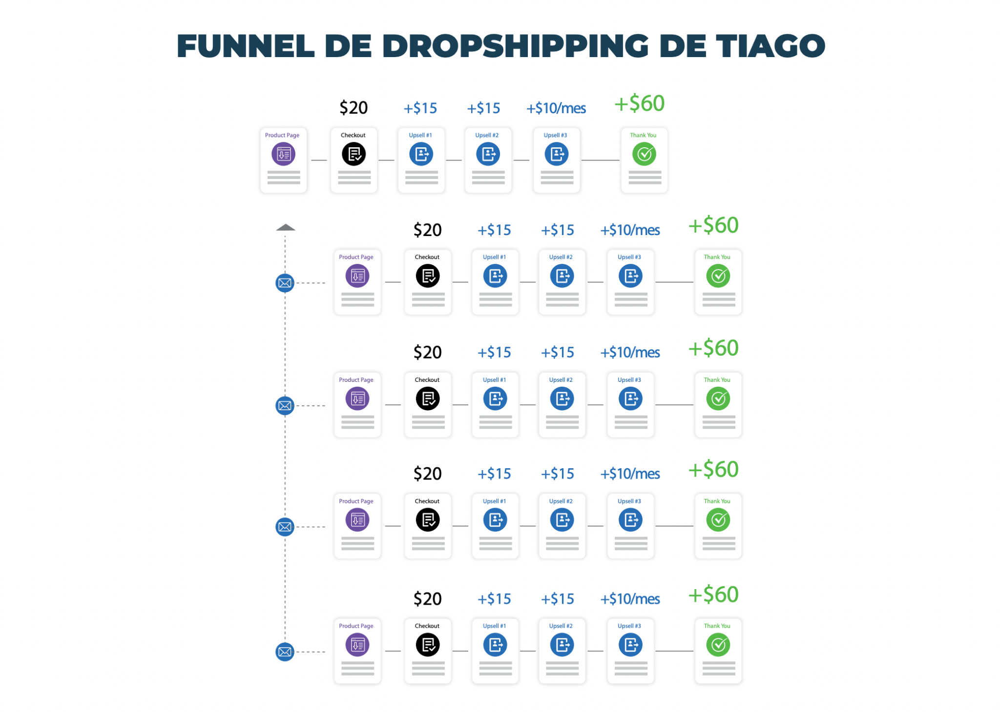 FUNNEL DE DROPSHIPPING DE TIAGO
$20 +$15 +$15 +$10/mes +$60
Product Page Checkout Upsell #1 Upsell #2 Upsell #3 Thank You
$20 +$15 +$15 +$10/mes +$60
Product Page Checkout Upsell #1 Upsell #2 Upsell #3 Thank You
$20 +$15 +$15 +$10/mes +$60
Product Page Checkout Upsell #1 Upsell #2 Upsell #3 Thank You
$20 +$15 +$15 +$10/mes +$60
Product Page Checkout Upsell #1 Upsell #2 Upsell #3 Thank You
$20 +$15 +$15 +$10/mes +$60
Product Page Checkout Upsell #1 Upsell #2 Upsell #3 Thank You